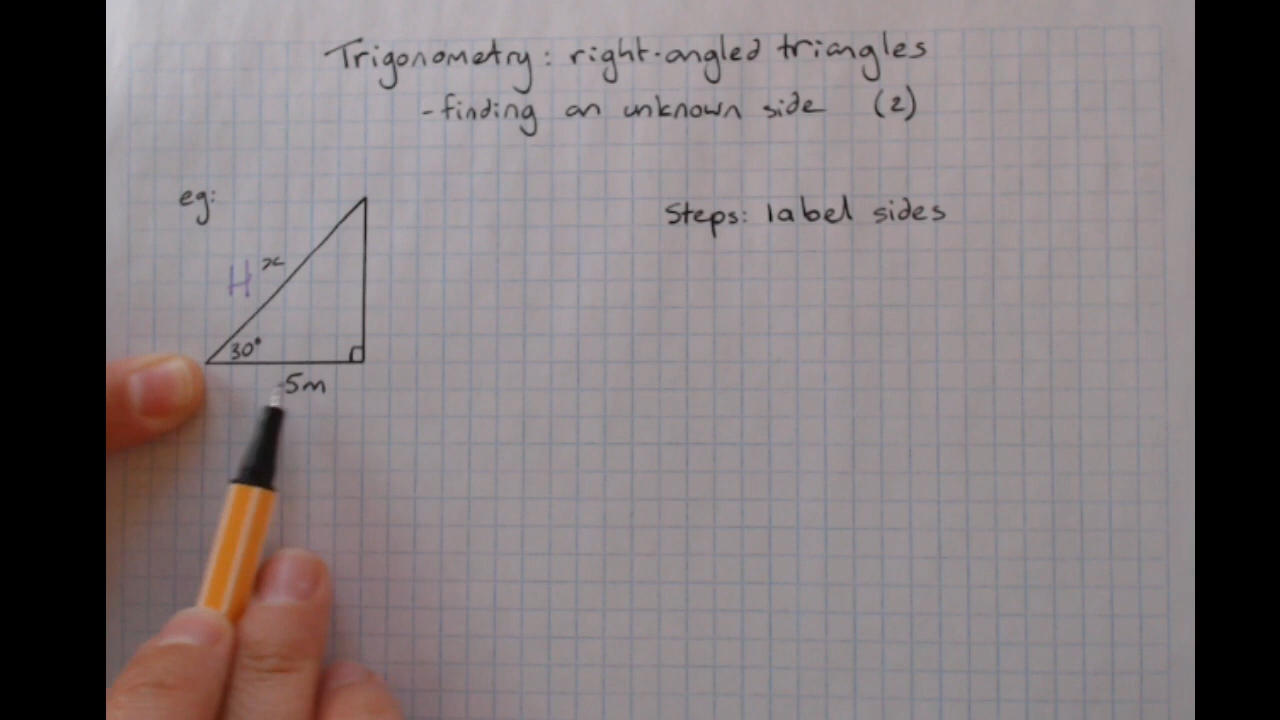 Trigonometry: right-angled triangles
- finding an unknown side (2)
eg:
Steps: label sides
H x
30°
5m